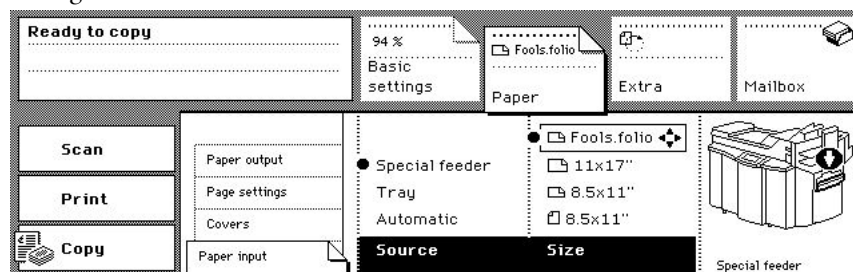 Ready to copy
94 %
Basic
settings
Fools.folio
Paper
Extra
Mailbox
Scan
Print
Copy
Paper output
Page settings
Covers
Paper input
Special feeder
Tray
Automatic
Source
Fools.folio
11x17"
8.5x11"
8.5x11"
Size
Special feeder